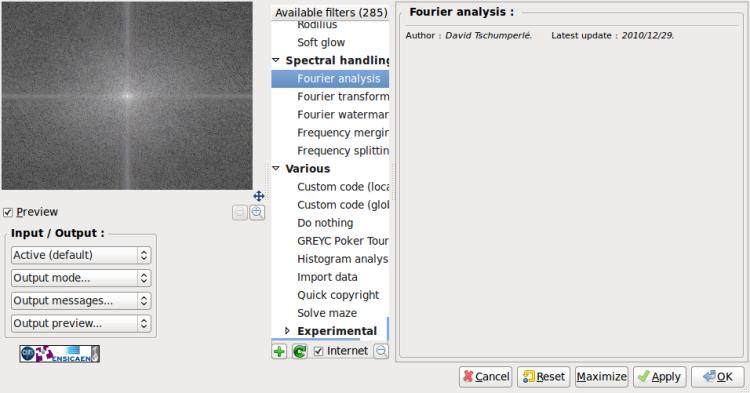 Available filters (285)
Rodilius
Soft glow
Spectral handling
Fourier analysis
Fourier transform
Fourier watermar
Frequency mergin
Frequency splittin
Various
Custom code (loca
Custom code (glo
Do nothing
GREYC Poker Tour
Histogram analys
Import data
Quick copyright
Solve maze
Experimental
Internet
Preview
Input / Output :
Active (default)
Output mode...
Output messages...
Output preview...
ENSICAEN
Fourier analysis :
Author : David Tschumperlé. Latest update : 2010/12/29.
Cancel
Reset
Maximize
Apply
OK